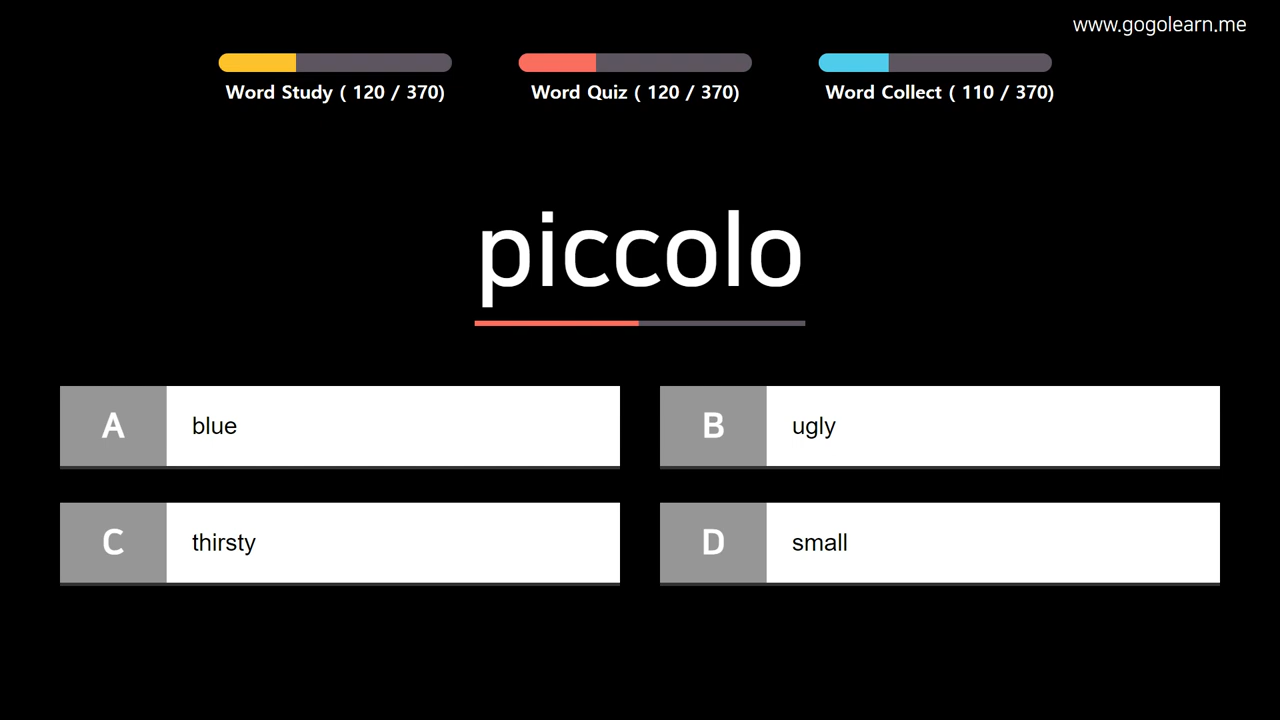 www.gogolearn.me
Word Study ( 120 / 370)
Word Quiz ( 120 / 370)
Word Collect ( 110 / 370)
piccolo
A blue
B ugly
C thirsty
D small